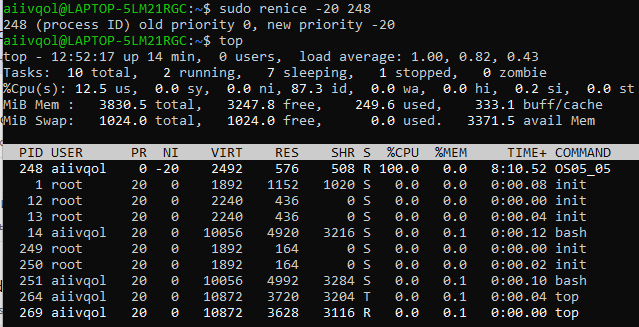 aiivqol@LAPTOP-5LM21RGC:~$ sudo renice -20 248
248 (process ID) old priority 0, new priority -20
aiivqol@LAPTOP-5LM21RGC:~$ top
top - 12:52:17 up 14 min,  0 users,  load average: 1.00, 0.82, 0.43
Tasks:  10 total,   2 running,   7 sleeping,   1 stopped,   0 zombie
%Cpu(s): 12.5 us,  0.0 sy,  0.0 ni, 87.3 id,  0.0 wa,  0.0 hi,  0.2 si,  0.0 st
MiB Mem :   3830.5 total,   3247.8 free,    249.6 used,    333.1 buff/cache
MiB Swap:   1024.0 total,   1024.0 free,      0.0 used.   3371.5 avail Mem
PID USER      PR  NI    VIRT    RES    SHR S  %CPU  %MEM     TIME+ COMMAND
248 aiivqol    0 -20    2492    576    508 R 100.0   0.0   8:10.52 OS05_05
1 root      20   0    1892   1152   1020 S   0.0   0.0   0:00.08 init
12 root      20   0    2240    436      0 S   0.0   0.0   0:00.00 init
13 root      20   0    2240    436      0 S   0.0   0.0   0:00.04 init
14 aiivqol   20   0   10056   4920   3216 S   0.0   0.1   0:00.12 bash
249 root      20   0    1892    164      0 S   0.0   0.0   0:00.00 init
250 root      20   0    1892    164      0 S   0.0   0.0   0:00.02 init
251 aiivqol   20   0   10056   4992   3284 S   0.0   0.1   0:00.10 bash
264 aiivqol   20   0   10872   3720   3204 T   0.0   0.1   0:00.04 top
269 aiivqol   20   0   10872   3628   3116 R   0.0   0.1   0:00.00 top